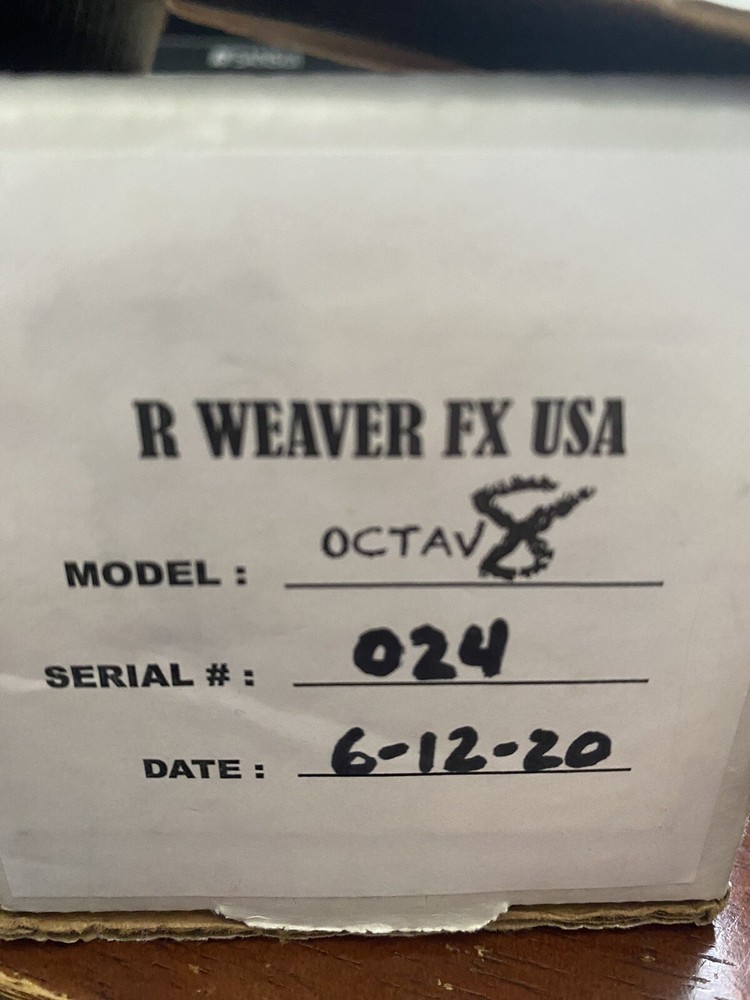 R WEAVER FX USA
MODEL : OCTAV8
SERIAL # : 024
DATE : 6-12-20